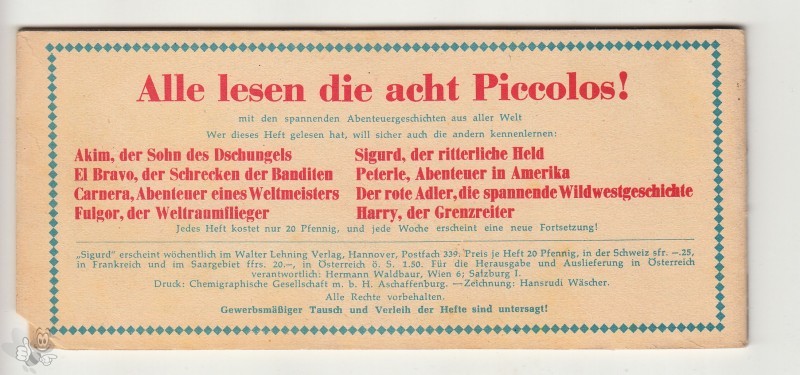 Alle lesen die acht Piccolos!
mit den spannenden Abenteuergeschichten aus aller Welt
Wer dieses Heft gelesen hat, will sicher auch die andern kennenlernen:
Akim, der Sohn des Dschungels
El Bravo, der Schrecken der Banditen
Carnera, Abenteuer eines Weltmeisters
Fulgor, der Weltraumflieger
Sigurd, der ritterliche Held
Peterle, Abenteuer in Amerika
Der rote Adler, die spannende Wildwestgeschichte
Harry, der Grenzreiter
Jedes Heft kostet nur 20 Pfennig, und jede Woche erscheint eine neue Fortsetzung!
„Sigurd" erscheint wöchentlich im Walter Lehning Verlag, Hannover, Postfach 339. Preis je Heft 20 Pfennig, in der Schweiz sfr. —.25,
in Frankreich und im Saargebiet ffrs. 20.—, in Österreich ö. S. 1.50. Für die Herausgabe und Auslieferung in Österreich
verantwortlich: Hermann Waldbaur, Wien 6; Salzburg I.
Druck: Chemigraphische Gesellschaft m. b. H. Aschaffenburg. — Zeichnung: Hansrudi Wäscher.
Alle Rechte vorbehalten.
Gewerbsmäßiger Tausch und Verleih der Hefte sind untersagt!